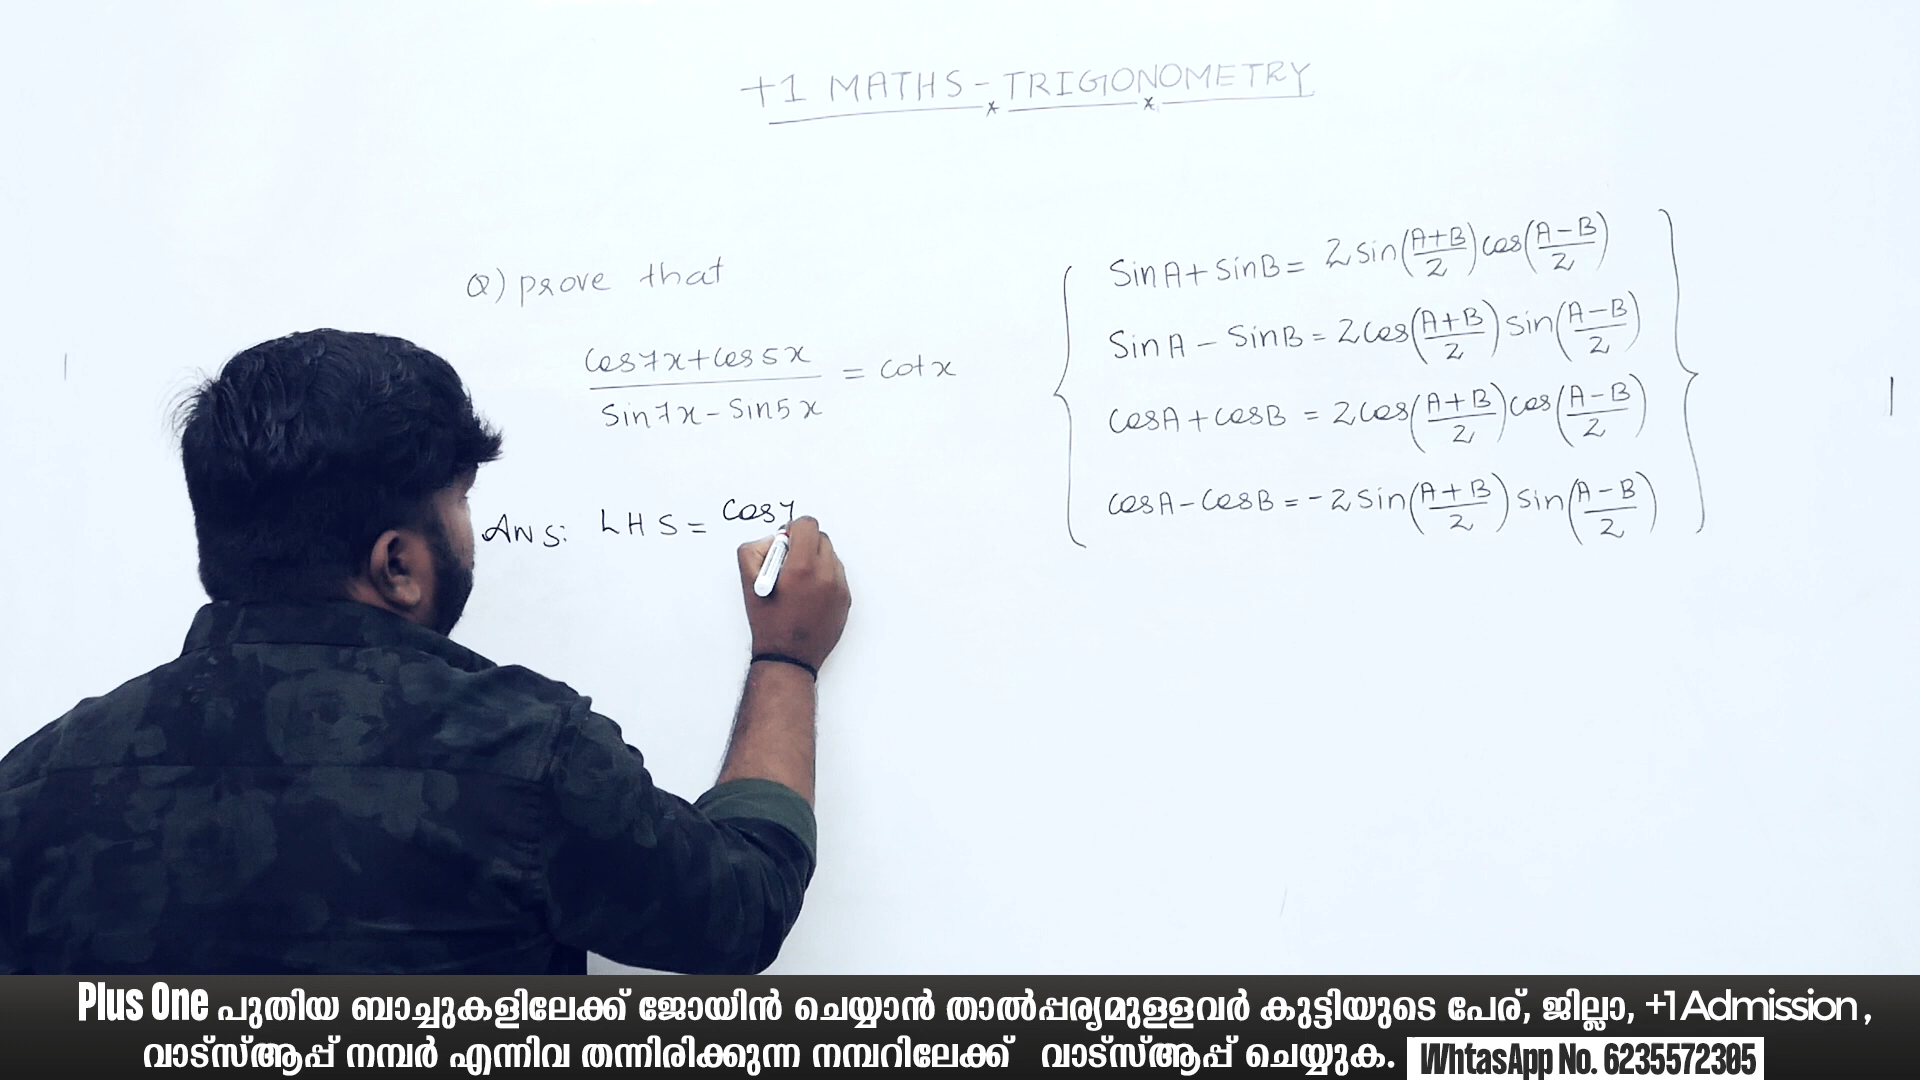 +1 MATHS - TRIGONOMETRY
Q) prove that
cos7x+cos5x
= cotx
sin7x-sin5x
Ans: LHS = cos7
SinA+sinB = 2sin(A+B/2)cos(A-B/2)
SinA - SinB = 2cos(A+B/2)sin(A-B/2)
cosA+cosB = 2cos(A+B/2)cos(A-B/2)
cosA-cosB = -2sin(A+B/2)sin(A-B/2)
Plus One പുതിയ ബാച്ചുകളിലേക്ക് ജോയിൻ ചെയ്യാൻ താൽപ്പര്യമുളളവർ കുട്ടിയുടെ പേര്, ജില്ലാ, +1 Admission ,
വാട്സ്ആപ്പ് നമ്പർ എന്നിവ തന്നിരിക്കുന്ന നമ്പറിലേക്ക് വാട്സ്ആപ്പ് ചെയ്യുക. WhtasApp No. 6235572305